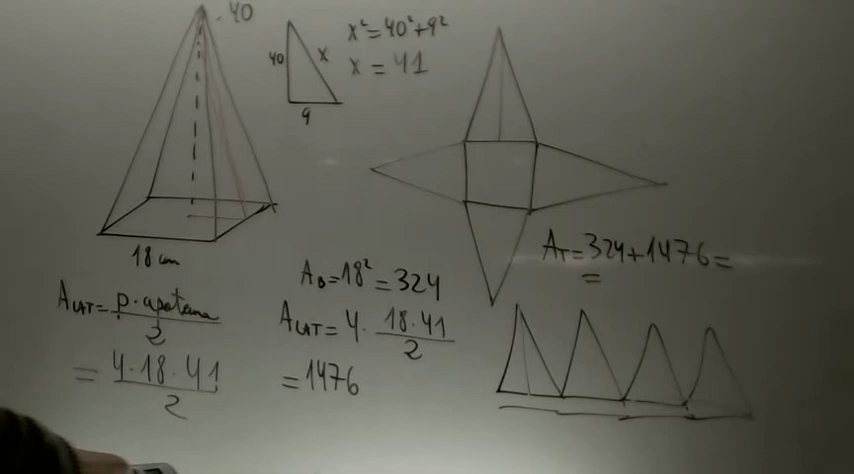 40
40
x
9
x²=40²+9²
x=41
18 cm
A_LAT=p·apotema/2
=4·18·41/2
A_B=18²=324
A_LAT=4·18·41/2
=1476
A_T=324+1476=
=